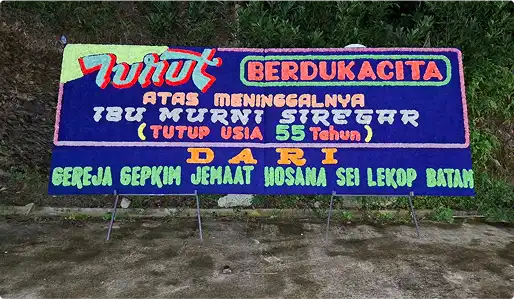 Turut BERDUKACITA
ATAS MENINGGALNYA
IBU MURNI SIREGAR
(TUTUP USIA 55 Tahun)
DARI
GEREJA GEPKIM JEMAAT HOSANA SEI LEKOP BATAM